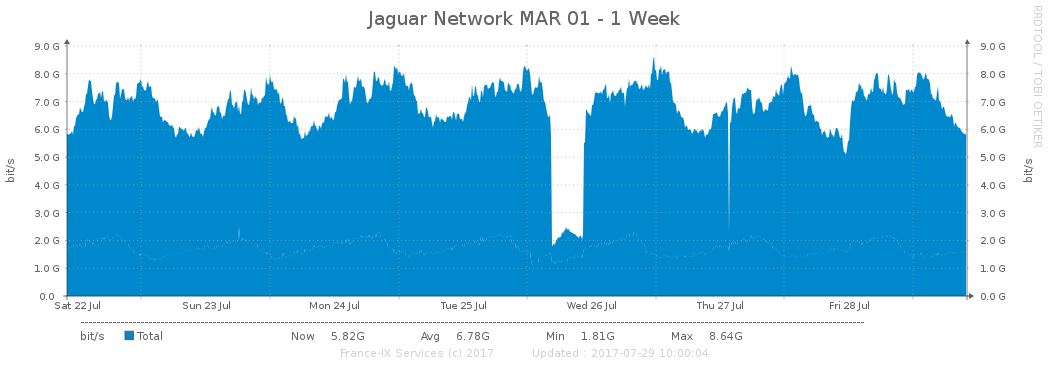 Jaguar Network MAR 01 - 1 Week
RRDTOOL / TOBI OETIKER
9.0 G 9.0 G
8.0 G 8.0 G
7.0 G 7.0 G
6.0 G 6.0 G
5.0 G 5.0 G
4.0 G 4.0 G
3.0 G 3.0 G
2.0 G 2.0 G
1.0 G 1.0 G
0.0 0.0 G
bit/s
bit/s
Sat 22 Jul Sun 23 Jul Mon 24 Jul Tue 25 Jul Wed 26 Jul Thu 27 Jul Fri 28 Jul
bit/s Total Now 5.82G Avg 6.78G Min 1.81G Max 8.64G
France-IX Services (c) 2017 Updated : 2017-07-29 10:00:04